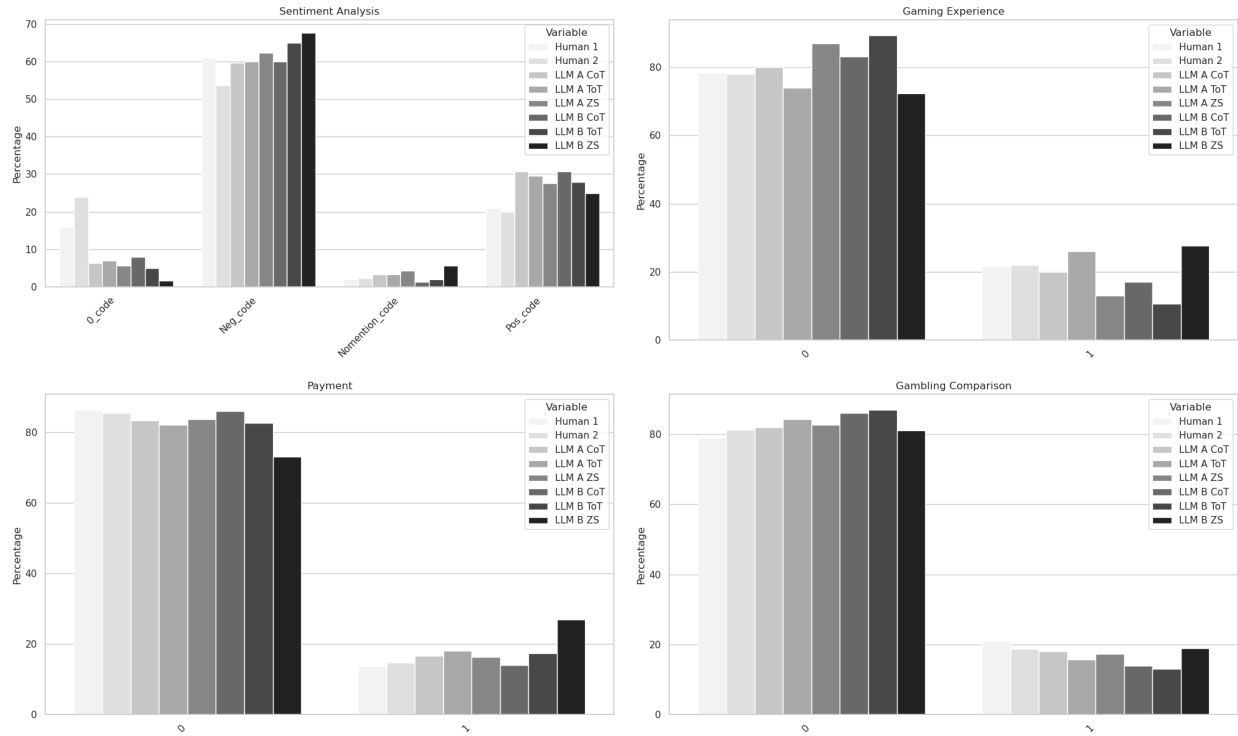 Sentiment Analysis
Percentage
70
60
50
40
30
20
10
0
0_code
Neg_code
Nomention_code
Pos_code
Variable
Human 1
Human 2
LLM A CoT
LLM A ToT
LLM A ZS
LLM B CoT
LLM B ToT
LLM B ZS
Gaming Experience
Percentage
80
60
40
20
0
0
1
Variable
Human 1
Human 2
LLM A CoT
LLM A ToT
LLM A ZS
LLM B CoT
LLM B ToT
LLM B ZS
Payment
Percentage
80
60
40
20
0
0
1
Variable
Human 1
Human 2
LLM A CoT
LLM A ToT
LLM A ZS
LLM B CoT
LLM B ToT
LLM B ZS
Gambling Comparison
Percentage
80
60
40
20
0
0
1
Variable
Human 1
Human 2
LLM A CoT
LLM A ToT
LLM A ZS
LLM B CoT
LLM B ToT
LLM B ZS